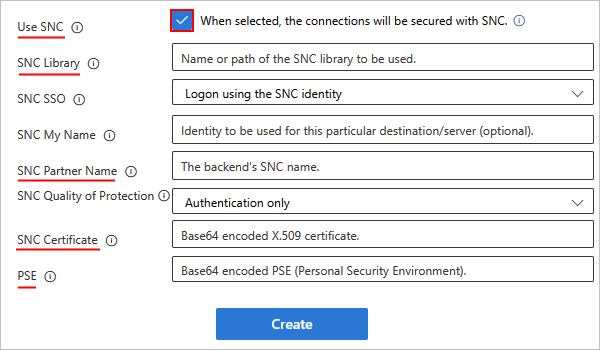 Use SNC When selected, the connections will be secured with SNC.
SNC Library Name or path of the SNC library to be used.
SNC SSO Logon using the SNC identity
SNC My Name Identity to be used for this particular destination/server (optional).
SNC Partner Name The backend's SNC name.
SNC Quality of Protection Authentication only
SNC Certificate Base64 encoded X.509 certificate.
PSE Base64 encoded PSE (Personal Security Environment).
Create